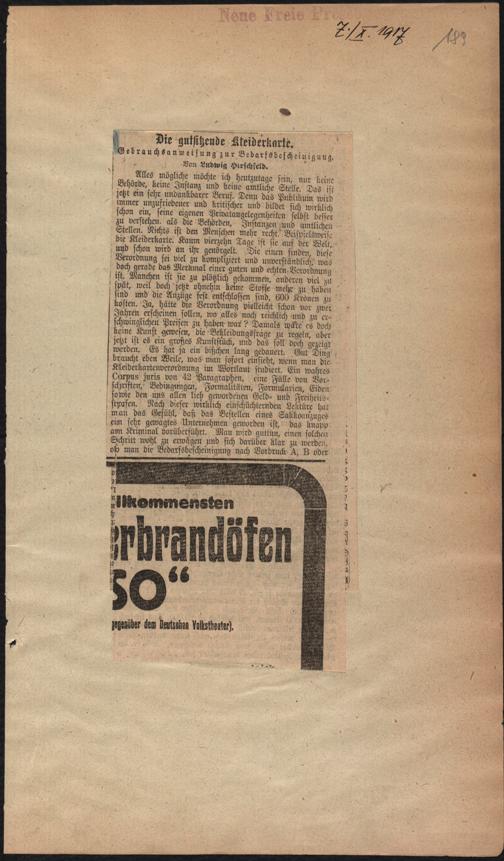 Neue Freie Pr
7./X. 1917
189
Die gutsitzende Kleiderkarte.
Gebrauchsanweisung zur Bedarfsbescheinigung.
Von Ludwig Hirschfeld.
Alles mögliche möchte ich heutzutage sein, nur keine
Behörde, keine Instanz und keine amtliche Stelle. Das ist
jetzt ein sehr undankbarer Beruf. Denn das Publikum wird
immer unzufriedener und kritischer und bildet sich wirklich
schon ein, seine eigenen Privatangelegenheiten selbst besser
zu verstehen, als die Behörden, Instanzen und amtlichen
Stellen. Nichts ist den Menschen mehr recht. Beispielsweise
die Kleiderkarte. Kaum vierzehn Tage ist sie auf der Welt,
und schon wird an ihr genörgelt. Die einen finden, diese
Verordnung sei viel zu kompliziert und unverständlich, was
doch gerade das Merkmal einer guten und echten Verordnung
ist. Manchen ist sie zu plötzlich gekommen, anderen viel zu
spät, weil doch jetzt ohnehin keine Stoffe mehr zu haben
sind und die Anzüge fest entschlossen sind, 600 Kronen zu
kosten. Ja, hätte die Verordnung vielleicht schon vor zwei
Jahren erscheinen sollen, wo alles noch reichlich und zu er-
schwinglichen Preisen zu haben war? Damals wäre es doch
keine Kunst gewesen, die Bekleidungsfrage zu regeln, aber
jetzt ist es ein großes Kunststück, und das soll doch gezeigt
werden. Es hat ja ein bißchen lang gedauert. Gut Ding
braucht eben Weile, was man sofort einsieht, wenn man die
Kleiderkartenverordnung im Wortlaut studiert. Ein wahres
Corpus juris von 42 Paragraphen, eine Fülle von Vor-
schriften, Bedingungen, Formalitäten, Formularien, Eiden
sowie den uns allen lieb gewordenen Geld- und Freiheits-
strafen. Nach dieser wirklich einschüchternden Lektüre hat
man das Gefühl, daß das Bestellen eines Sakkoanzuges
ein sehr gewagtes Unternehmen geworden ist, das knapp
am Kriminal vorüberführt. Man wird guttun, einen solchen
Schritt wohl zu erwägen und sich darüber klar zu werden,
ob man die Bedarfsbescheinigung nach Vordruck A, B oder
llkommensten
erbrandöfen
SO“
gegenüber dem Deutschen Volkstheater).